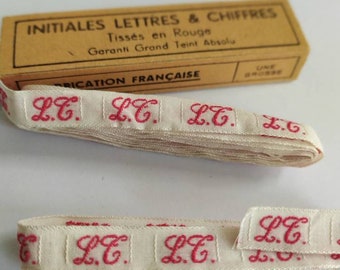 INITIALES LETTRES & CHIFFRES
Tissés en Rouge
Garanti Grand Teint Absolu
FABRICATION FRANÇAISE
UNE
GROSSE
L.T. L.T. L.T. L.T.
L.T.
L.T. L.T. L.T. L.T.